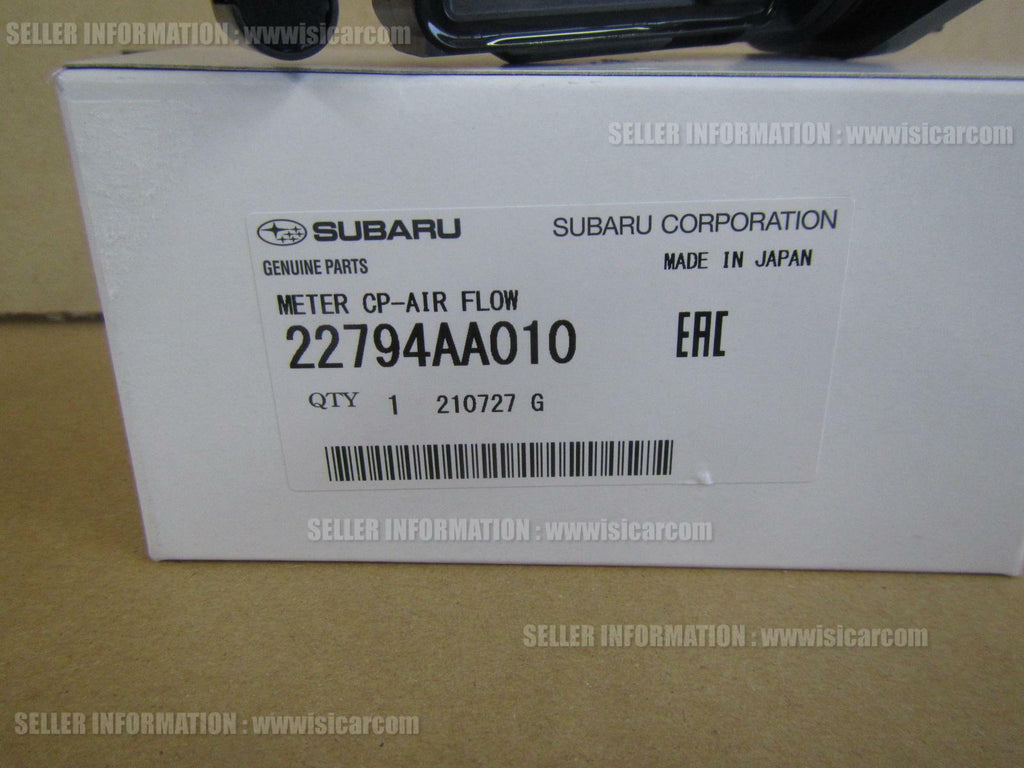 SELLER INFORMATION : wwwisicarcom
SELLER INFORMATION : wwwisicarcom
SUBARU
SUBARU CORPORATION
GENUINE PARTS
MADE IN JAPAN
METER CP-AIR FLOW
22794AA010
EAC
QTY 1 210727 G
SELLER INFORMATION : wwwisicarcom
SELLER INFORMATION : wwwisicarcom
SELLER INFORMATION : wwwisicarcom